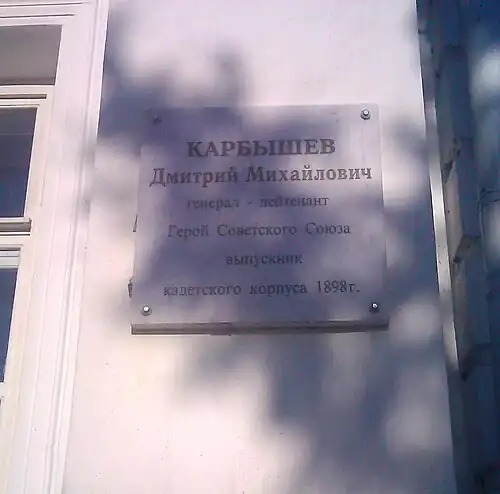 КАРБЫШЕВ
Дмитрий Михайлович
генерал - лейтенант
Герой Советского Союза
выпускник
кадетского корпуса 1898г.